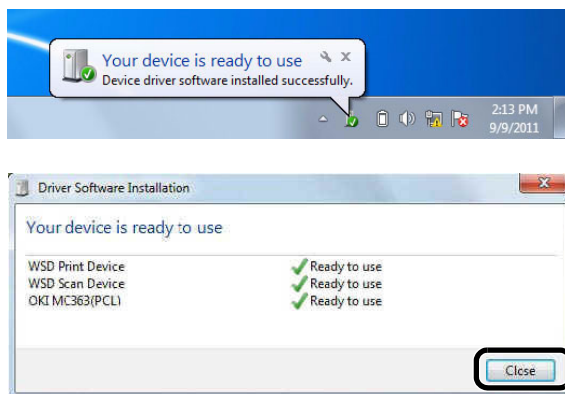 Your device is ready to use
Device driver software installed successfully.
2:13 PM
9/9/2011
Driver Software Installation
Your device is ready to use
WSD Print Device Ready to use
WSD Scan Device Ready to use
OKI MC363(PCL) Ready to use
Close